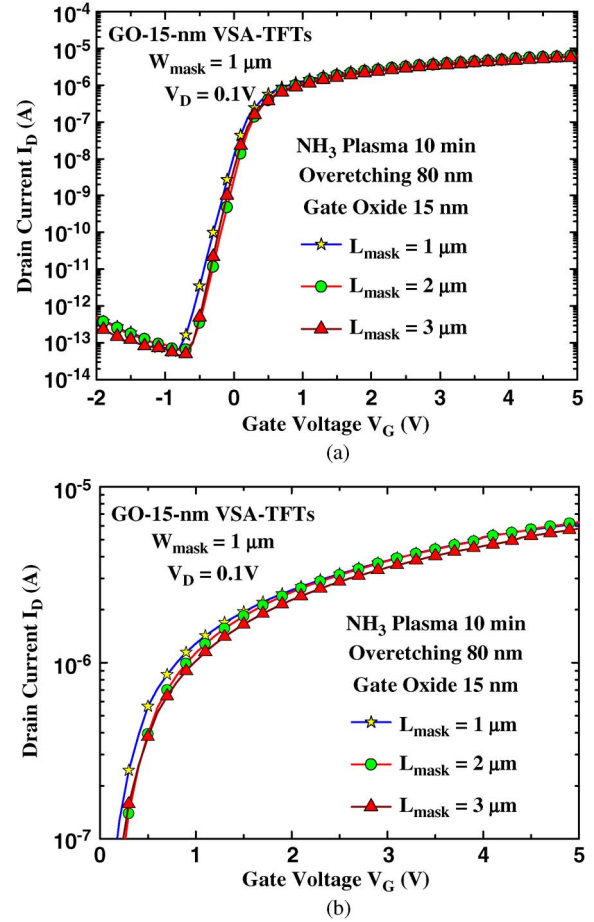 GO-15-nm VSA-TFTs
W_mask = 1 μm
V_D = 0.1V
NH_3 Plasma 10 min
Overetching 80 nm
Gate Oxide 15 nm
L_mask = 1 μm
L_mask = 2 μm
L_mask = 3 μm
Drain Current I_D (A)
10^-4
10^-5
10^-6
10^-7
10^-8
10^-9
10^-10
10^-11
10^-12
10^-13
10^-14
-2 -1 0 1 2 3 4 5
Gate Voltage V_G (V)
(a)
GO-15-nm VSA-TFTs
W_mask = 1 μm
V_D = 0.1V
NH_3 Plasma 10 min
Overetching 80 nm
Gate Oxide 15 nm
L_mask = 1 μm
L_mask = 2 μm
L_mask = 3 μm
Drain Current I_D (A)
10^-5
10^-6
10^-7
0 1 2 3 4 5
Gate Voltage V_G (V)
(b)